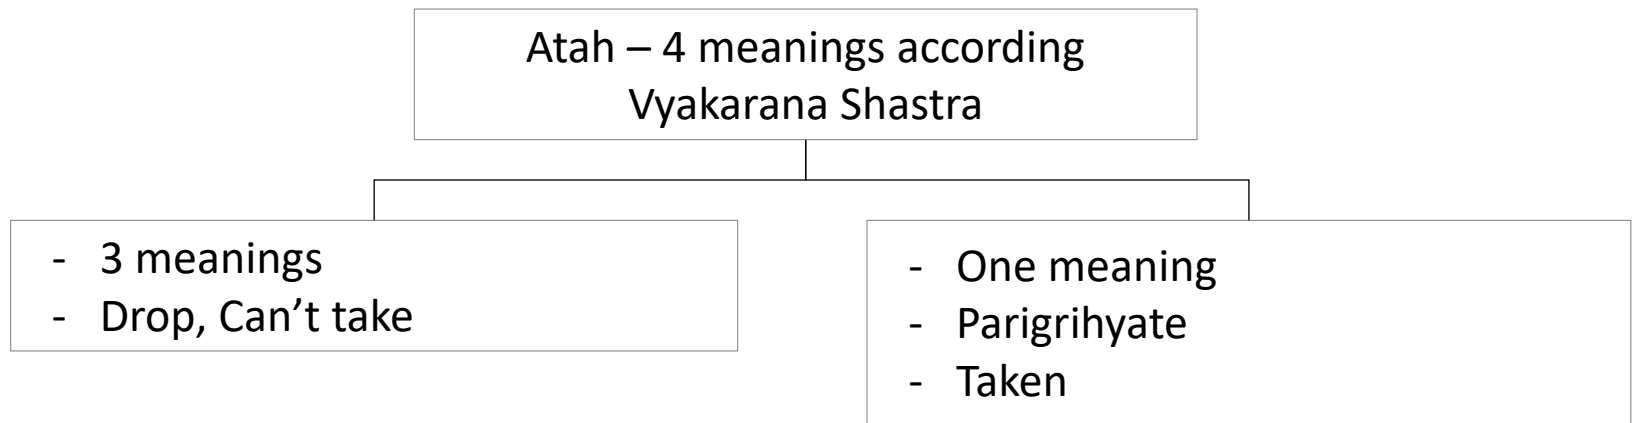 Atah – 4 meanings according
Vyakarana Shastra
- 3 meanings
- Drop, Can’t take
- One meaning
- Parigrihyate
- Taken